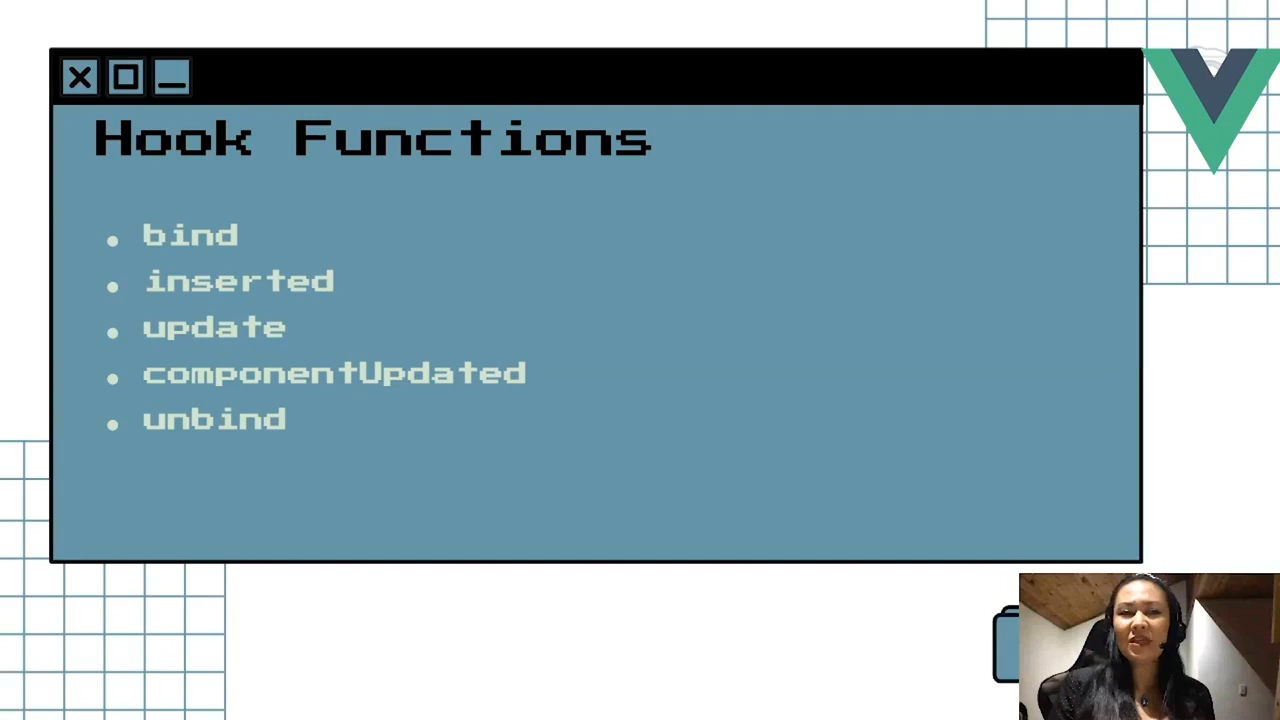 Hook Functions
bind
inserted
update
componentUpdated
unbind